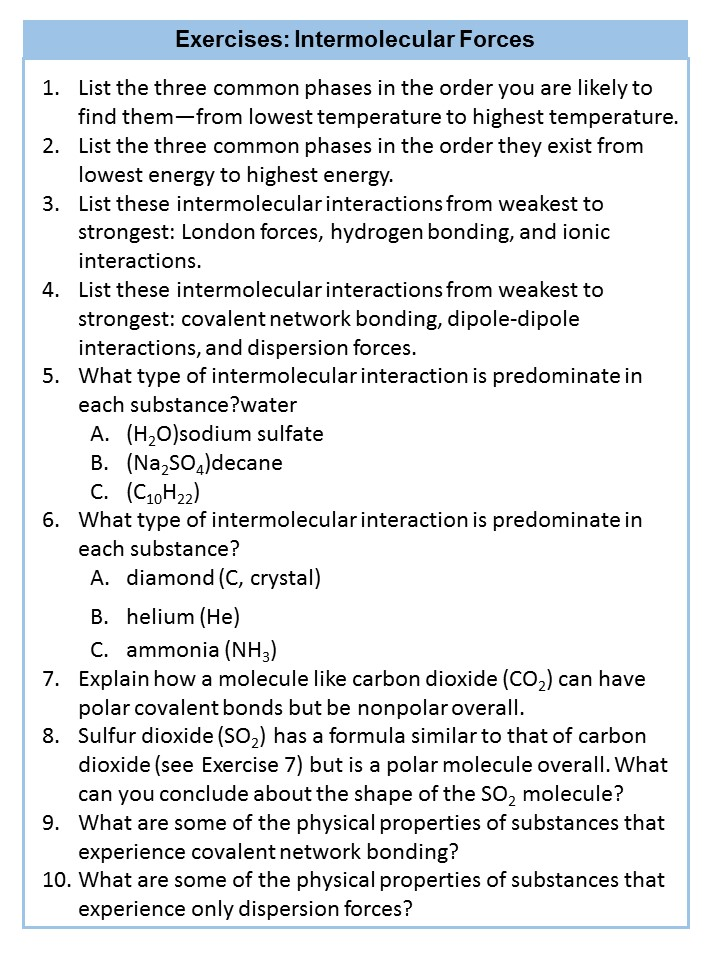 Exercises: Intermolecular Forces
1. List the three common phases in the order you are likely to
find them—from lowest temperature to highest temperature.
2. List the three common phases in the order they exist from
lowest energy to highest energy.
3. List these intermolecular interactions from weakest to
strongest: London forces, hydrogen bonding, and ionic
interactions.
4. List these intermolecular interactions from weakest to
strongest: covalent network bonding, dipole-dipole
interactions, and dispersion forces.
5. What type of intermolecular interaction is predominate in
each substance?water
A. (H₂O)sodium sulfate
B. (Na₂SO₄)decane
C. (C₁₀H₂₂)
6. What type of intermolecular interaction is predominate in
each substance?
A. diamond (C, crystal)
B. helium (He)
C. ammonia (NH₃)
7. Explain how a molecule like carbon dioxide (CO₂) can have
polar covalent bonds but be nonpolar overall.
8. Sulfur dioxide (SO₂) has a formula similar to that of carbon
dioxide (see Exercise 7) but is a polar molecule overall. What
can you conclude about the shape of the SO₂ molecule?
9. What are some of the physical properties of substances that
experience covalent network bonding?
10. What are some of the physical properties of substances that
experience only dispersion forces?